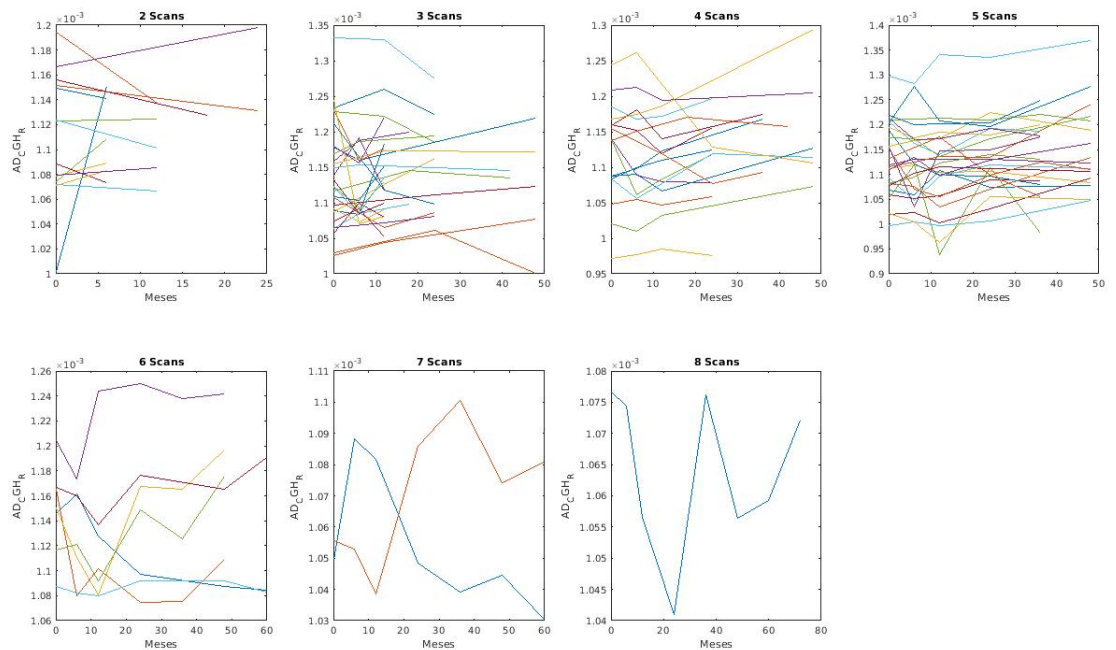 2 Scans
×10⁻³
1.2
1.18
1.16
1.14
1.12
1.1
1.08
1.06
1.04
1.02
1
AD_CGH_R
0 5 10 15 20 25
Meses
3 Scans
×10⁻³
1.35
1.3
1.25
1.2
1.15
1.1
1.05
1
AD_CGH_R
0 10 20 30 40 50
Meses
4 Scans
×10⁻³
1.3
1.25
1.2
1.15
1.1
1.05
1
0.95
AD_CGH_R
0 10 20 30 40 50
Meses
5 Scans
×10⁻³
1.4
1.35
1.3
1.25
1.2
1.15
1.1
1.05
1
0.95
0.9
AD_CGH_R
0 10 20 30 40 50
Meses
6 Scans
×10⁻³
1.26
1.24
1.22
1.2
1.18
1.16
1.14
1.12
1.1
1.08
1.06
AD_CGH_R
0 10 20 30 40 50 60
Meses
7 Scans
×10⁻³
1.11
1.1
1.09
1.08
1.07
1.06
1.05
1.04
1.03
AD_CGH_R
0 10 20 30 40 50 60
Meses
8 Scans
×10⁻³
1.08
1.075
1.07
1.065
1.06
1.055
1.05
1.045
1.04
AD_CGH_R
0 20 40 60 80
Meses